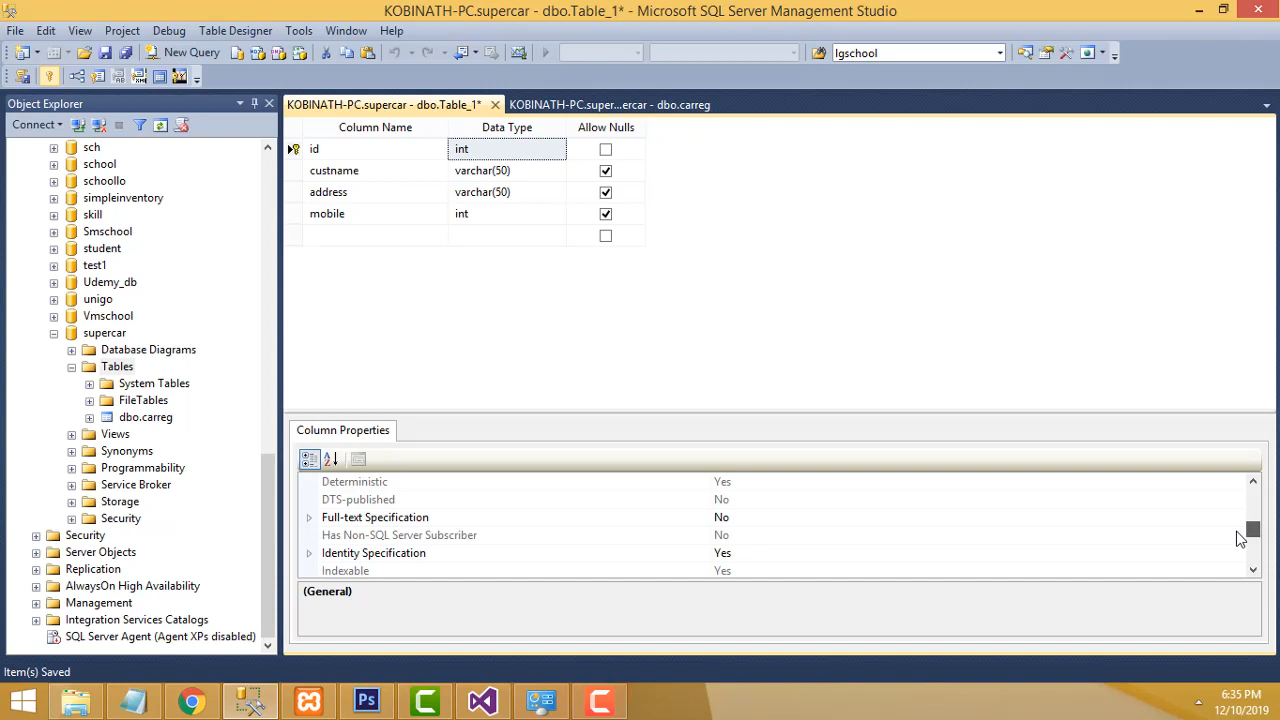 KOBINATH-PC.supercar - dbo.Table_1* - Microsoft SQL Server Management Studio
File Edit View Project Debug Table Designer Tools Window Help
New Query
lgschool
Object Explorer
KOBINATH-PC.supercar - dbo.Table_1*
KOBINATH-PC.super...ercar - dbo.carreg
Connect
Column Name Data Type Allow Nulls
id int
custname varchar(50)
address varchar(50)
mobile int
sch
school
schoollo
simpleinventory
skill
Smschool
student
test1
Udemy_db
unigo
Vmschool
supercar
Database Diagrams
Tables
System Tables
FileTables
dbo.carreg
Views
Synonyms
Programmability
Service Broker
Storage
Security
Security
Server Objects
Replication
AlwaysOn High Availability
Management
Integration Services Catalogs
SQL Server Agent (Agent XPs disabled)
Column Properties
Deterministic Yes
DTS-published No
Full-text Specification No
Has Non-SQL Server Subscriber No
Identity Specification Yes
Indexable Yes
(General)
Item(s) Saved
Ps
6:35 PM
12/10/2019